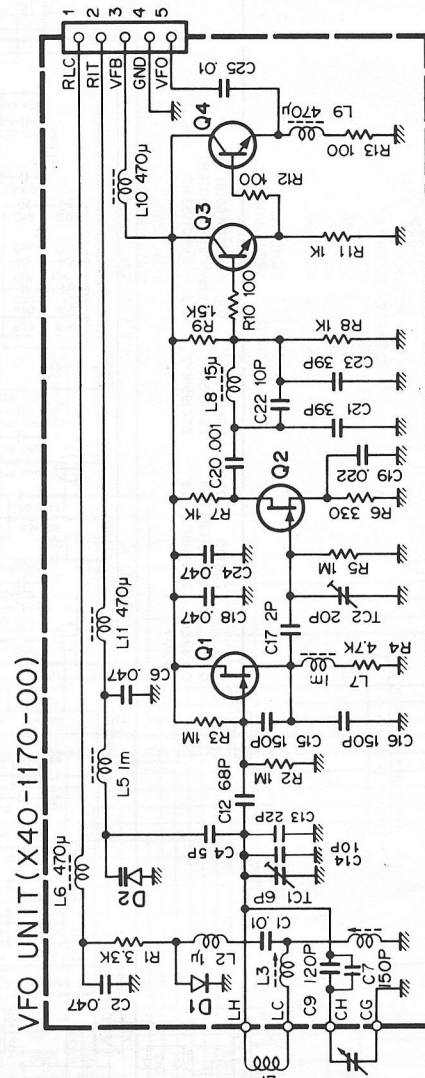 VFO UNIT (X40-1170-00)
1
2
3
4
5
RLC
RIT
VFB
GND
VFO
L6 470μ
L11 470μ
L10 470μ
C25 .01
L5 1m
C6 .047
C2 .047
R1 3.3K
D1
D2
L2 1μ
C1 .01
L3
C4 5P
C12 68P
C13 22P
C14
10P
TC1 6P
C9
120P
C7
150P
LH
LC
CH
CG
R2 1M
R3 1M
C15 150P
C16 150P
Q1
L7
1m
R4 4.7K
C18 .047
C24 .047
C17 2P
TC2 20P
R5 1M
R7 1K
Q2
R6 330
C19
.022
C20 .001
L8 15μ
C22 10P
C21 39P
C23 39P
R8 1K
R9
1.5K
R10 100
Q3
R11 1K
R12 100
Q4
L9
470μ
R13 100